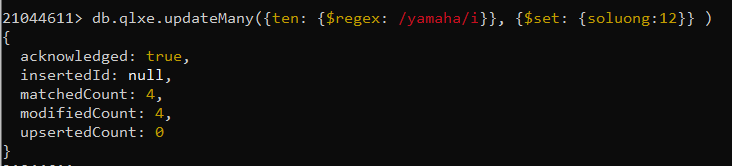 21044611> db.qlxe.updateMany({ten: {$regex: /yamaha/i}}, {$set: {soluong:12}} )
{
  acknowledged: true,
  insertedId: null,
  matchedCount: 4,
  modifiedCount: 4,
  upsertedCount: 0
}